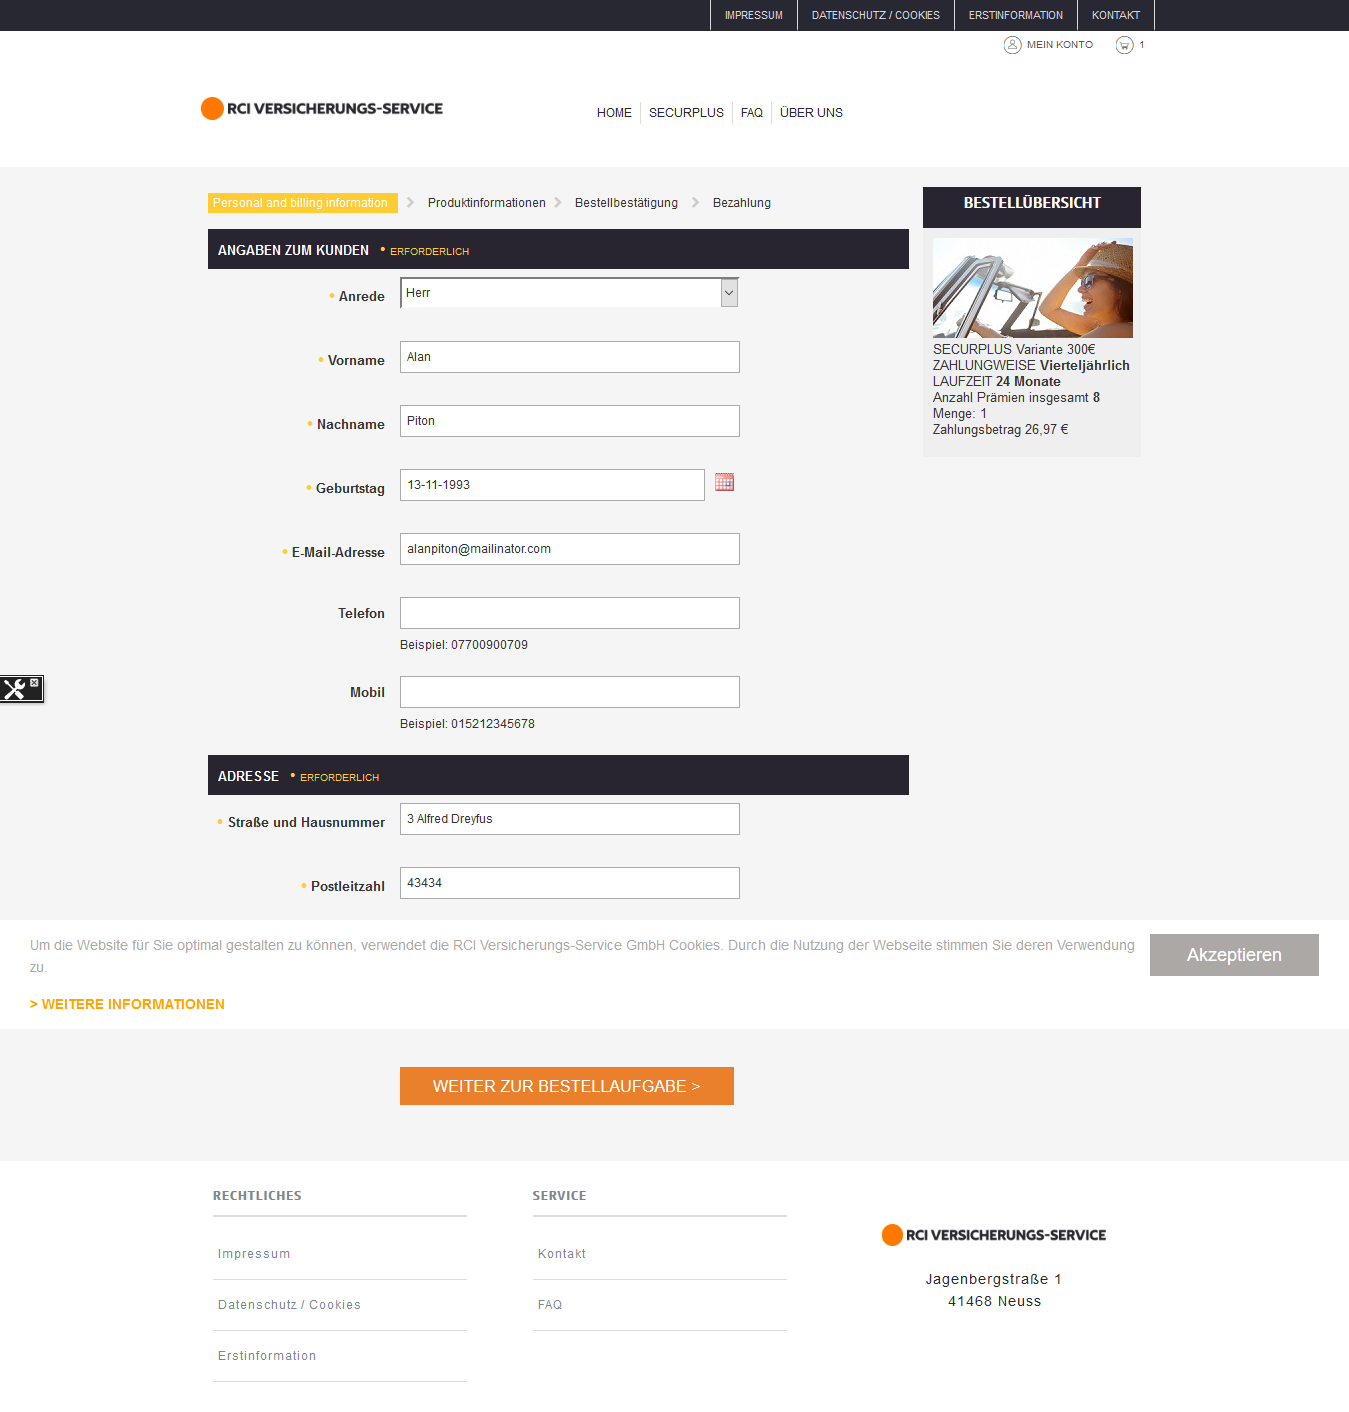 IMPRESSUM
DATENSCHUTZ / COOKIES
ERSTINFORMATION
KONTAKT
MEIN KONTO
1
RCI VERSICHERUNGS-SERVICE
HOME
SECURPLUS
FAQ
ÜBER UNS
Personal and billing information
Produktinformationen
Bestellbestätigung
Bezahlung
ANGABEN ZUM KUNDEN • ERFORDERLICH
• Anrede
Herr
• Vorname
Alan
• Nachname
Piton
• Geburtstag
13-11-1993
• E-Mail-Adresse
alanpiton@mailinator.com
Telefon
Beispiel: 07700900709
Mobil
Beispiel: 015212345678
ADRESSE • ERFORDERLICH
• Straße und Hausnummer
3 Alfred Dreyfus
• Postleitzahl
43434
BESTELLÜBERSICHT
SECURPLUS Variante 300€
ZAHLUNGWEISE Vierteljährlich
LAUFZEIT 24 Monate
Anzahl Prämien insgesamt 8
Menge: 1
Zahlungsbetrag 26,97 €
Um die Website für Sie optimal gestalten zu können, verwendet die RCI Versicherungs-Service GmbH Cookies. Durch die Nutzung der Webseite stimmen Sie deren Verwendung
zu.
> WEITERE INFORMATIONEN
Akzeptieren
WEITER ZUR BESTELLAUFGABE >
RECHTLICHES
Impressum
Datenschutz / Cookies
Erstinformation
SERVICE
Kontakt
FAQ
RCI VERSICHERUNGS-SERVICE
Jagenbergstraße 1
41468 Neuss